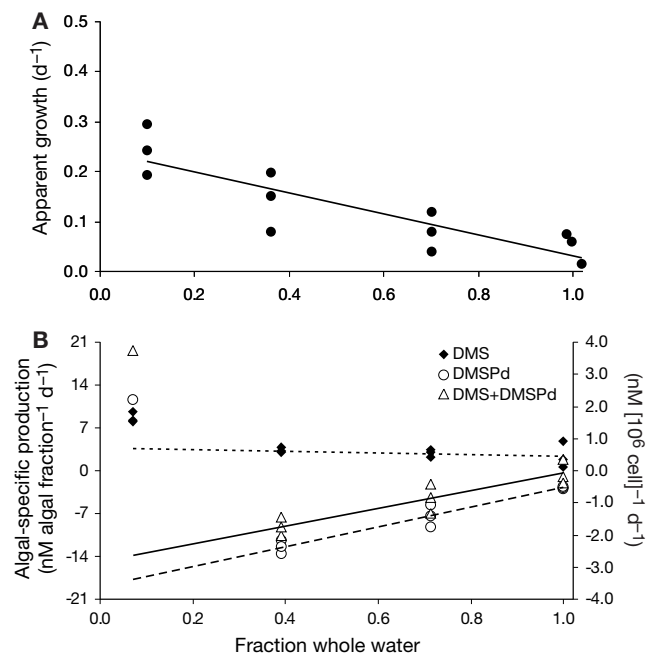 A
Apparent growth (d–1)
0.5
0.4
0.3
0.2
0.1
0.0
0.0 0.2 0.4 0.6 0.8 1.0
B
Algal-specific production
(nM algal fraction–1 d–1)
21
14
7
0
-7
-14
-21
DMS
DMSPd
DMS+DMSPd
4.0
3.0
2.0
1.0
0.0
-1.0
-2.0
-3.0
-4.0
(nM [106 cell]–1 d–1)
0.0 0.2 0.4 0.6 0.8 1.0
Fraction whole water